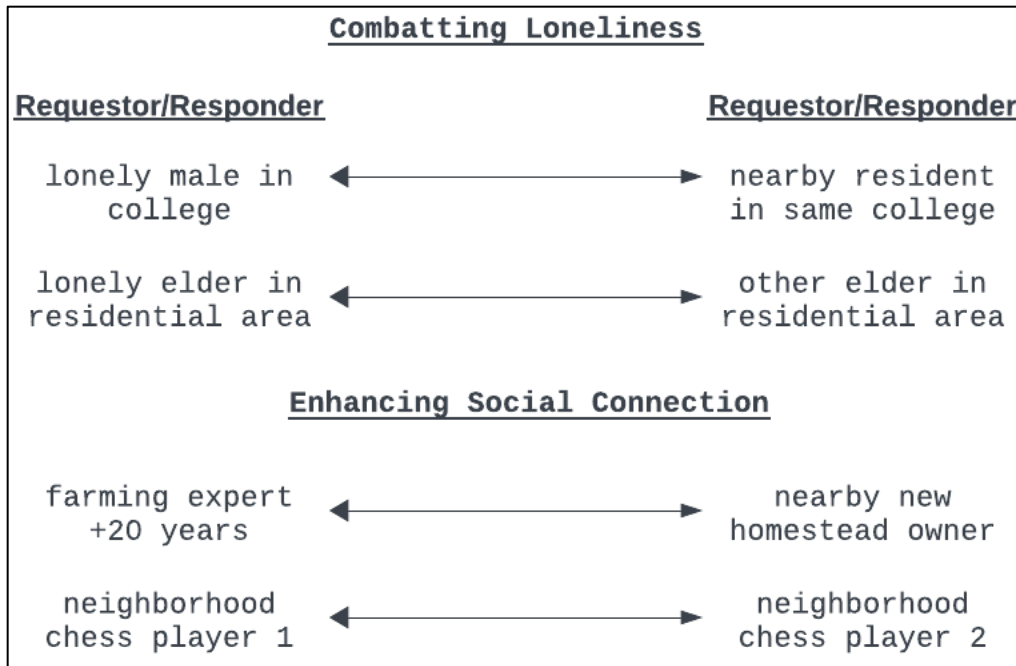 Combatting Loneliness
Requestor/Responder
Requestor/Responder
lonely male in
college
nearby resident
in same college
lonely elder in
residential area
other elder in
residential area
Enhancing Social Connection
farming expert
+20 years
nearby new
homestead owner
neighborhood
chess player 1
neighborhood
chess player 2